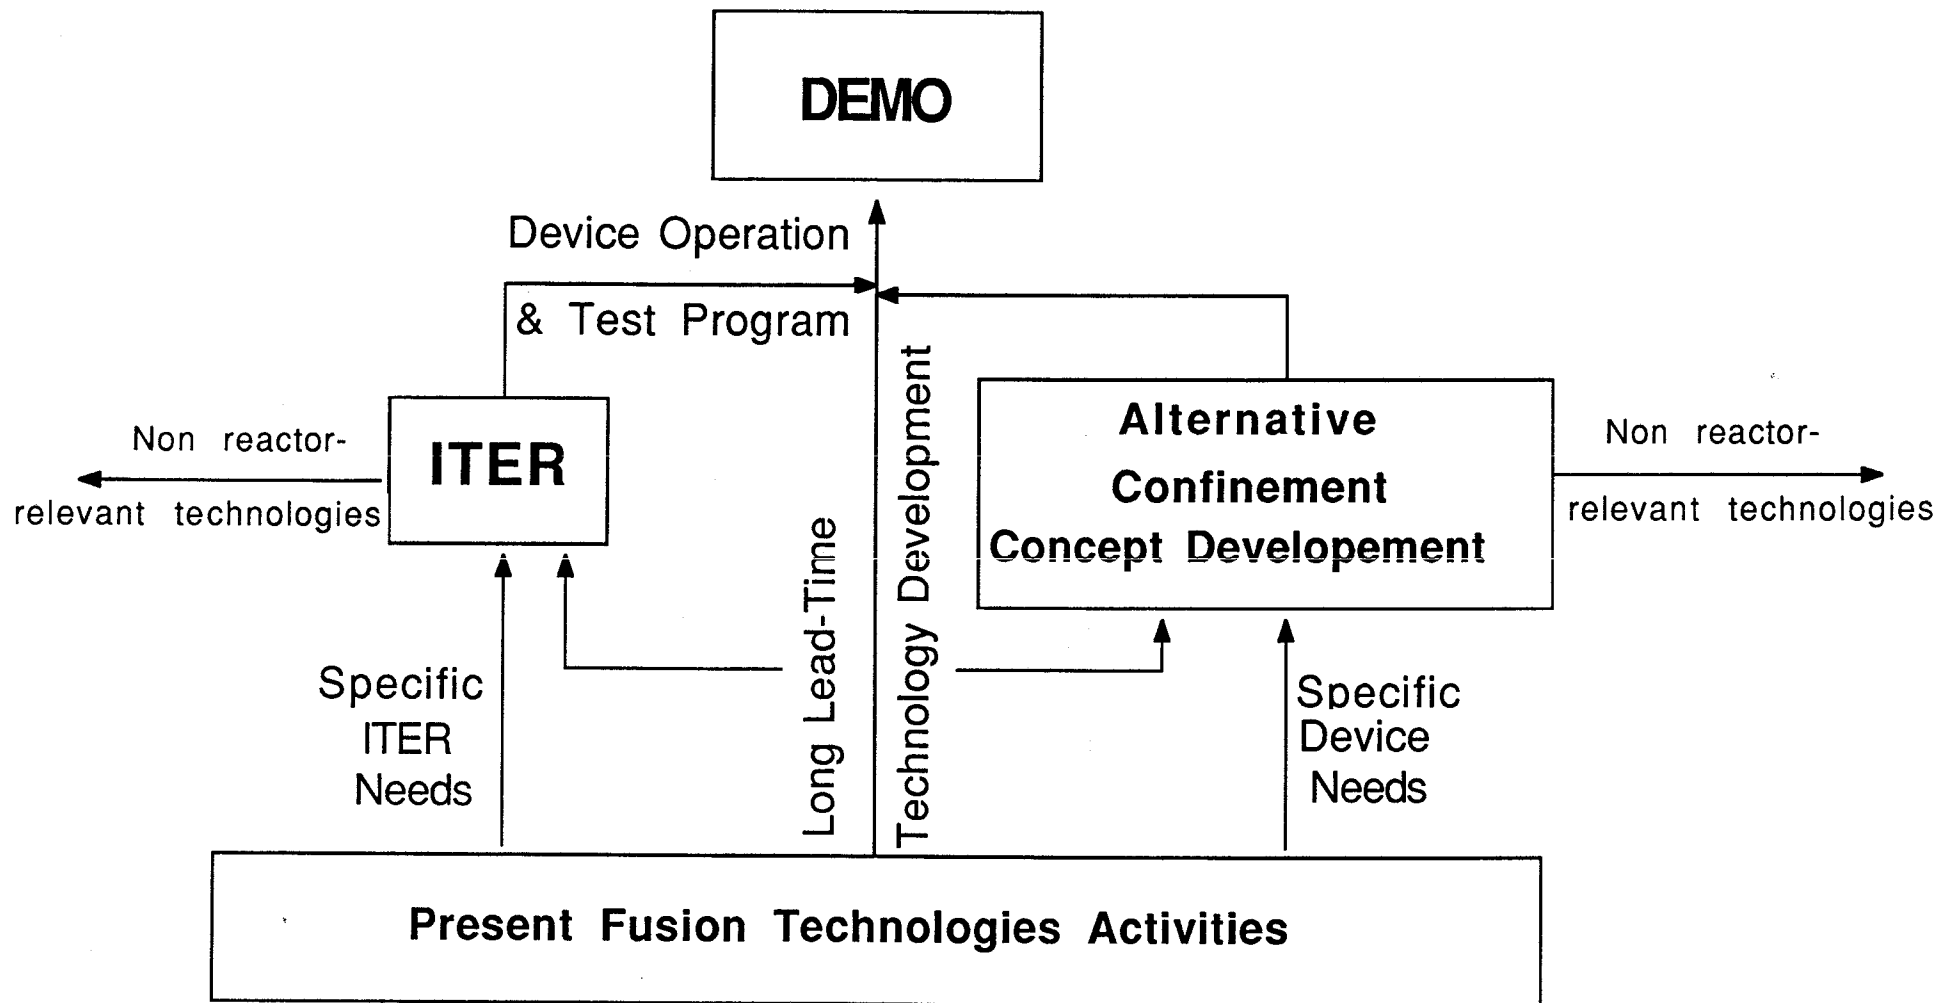 DEMO
Device Operation
& Test Program
Non reactor-
relevant technologies
ITER
Long Lead-Time
Technology Development
Alternative
Confinement
Concept Developement
Non reactor-
relevant technologies
Specific
ITER
Needs
Specific
Device
Needs
Present Fusion Technologies Activities